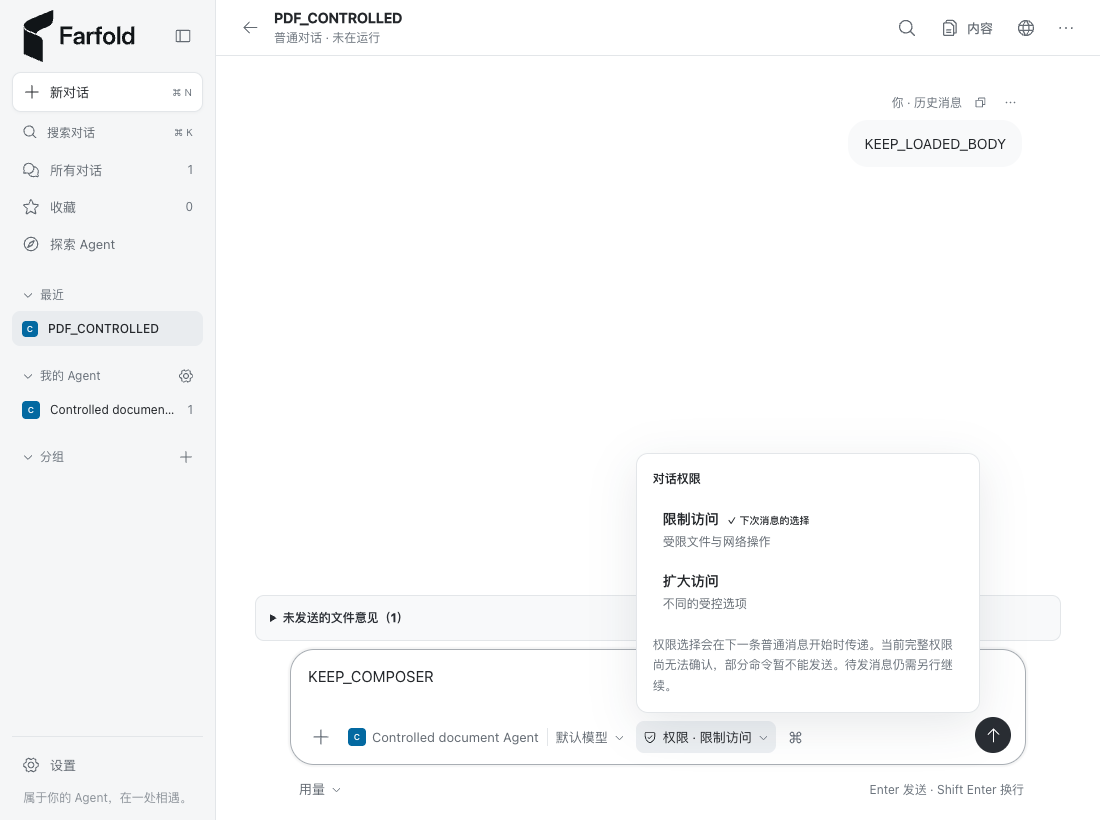 Farfold
新对话 ⌘ N
搜索对话 ⌘ K
所有对话 1
收藏 0
探索 Agent
最近
C PDF_CONTROLLED
我的 Agent
C Controlled documen... 1
分组
设置
属于你的 Agent，在一处相遇。
PDF_CONTROLLED
普通对话 · 未在运行
内容
你 · 历史消息
KEEP_LOADED_BODY
对话权限
限制访问 ✓ 下次消息的选择
受限文件与网络操作
扩大访问
不同的受控选项
权限选择会在下一条普通消息开始时传递。当前完整权限
尚无法确认，部分命令暂不能发送。待发消息仍需另行继
续。
未发送的文件意见（1）
KEEP_COMPOSER
C Controlled document Agent 默认模型 权限 · 限制访问 ⌘
用量
Enter 发送 · Shift Enter 换行